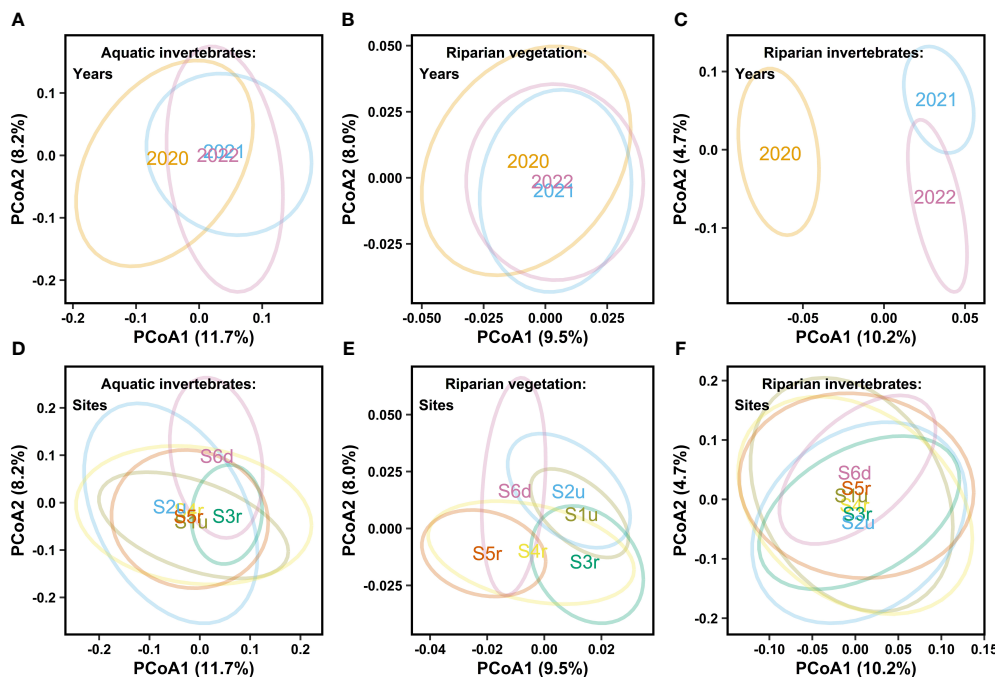 A
Aquatic invertebrates:
Years
PCoA2 (8.2%)
0.1
0.0
-0.1
-0.2
2020
2021
2022
-0.2
-0.1
0.0
0.1
PCoA1 (11.7%)
B
Riparian vegetation:
Years
PCoA2 (8.0%)
0.050
0.025
0.000
-0.025
2020
2022
2021
-0.050
-0.025
0.000
0.025
PCoA1 (9.5%)
C
Riparian invertebrates:
Years
PCoA2 (4.7%)
0.1
0.0
-0.1
2020
2021
2022
-0.05
0.00
0.05
PCoA1 (10.2%)
D
Aquatic invertebrates:
Sites
PCoA2 (8.2%)
0.2
0.1
0.0
-0.1
-0.2
S6d
S2u
S5r
S3r
S1u
-0.2
-0.1
0.0
0.1
0.2
PCoA1 (11.7%)
E
Riparian vegetation:
Sites
PCoA2 (8.0%)
0.050
0.025
0.000
-0.025
S6d
S2u
S1u
S5r
S4r
S3r
-0.04
-0.02
0.00
0.02
PCoA1 (9.5%)
F
Riparian invertebrates:
Sites
PCoA2 (4.7%)
0.2
0.1
0.0
-0.1
-0.2
S6d
S5r
S1u
S3r
S2u
-0.10
-0.05
0.00
0.05
0.10
0.15
PCoA1 (10.2%)